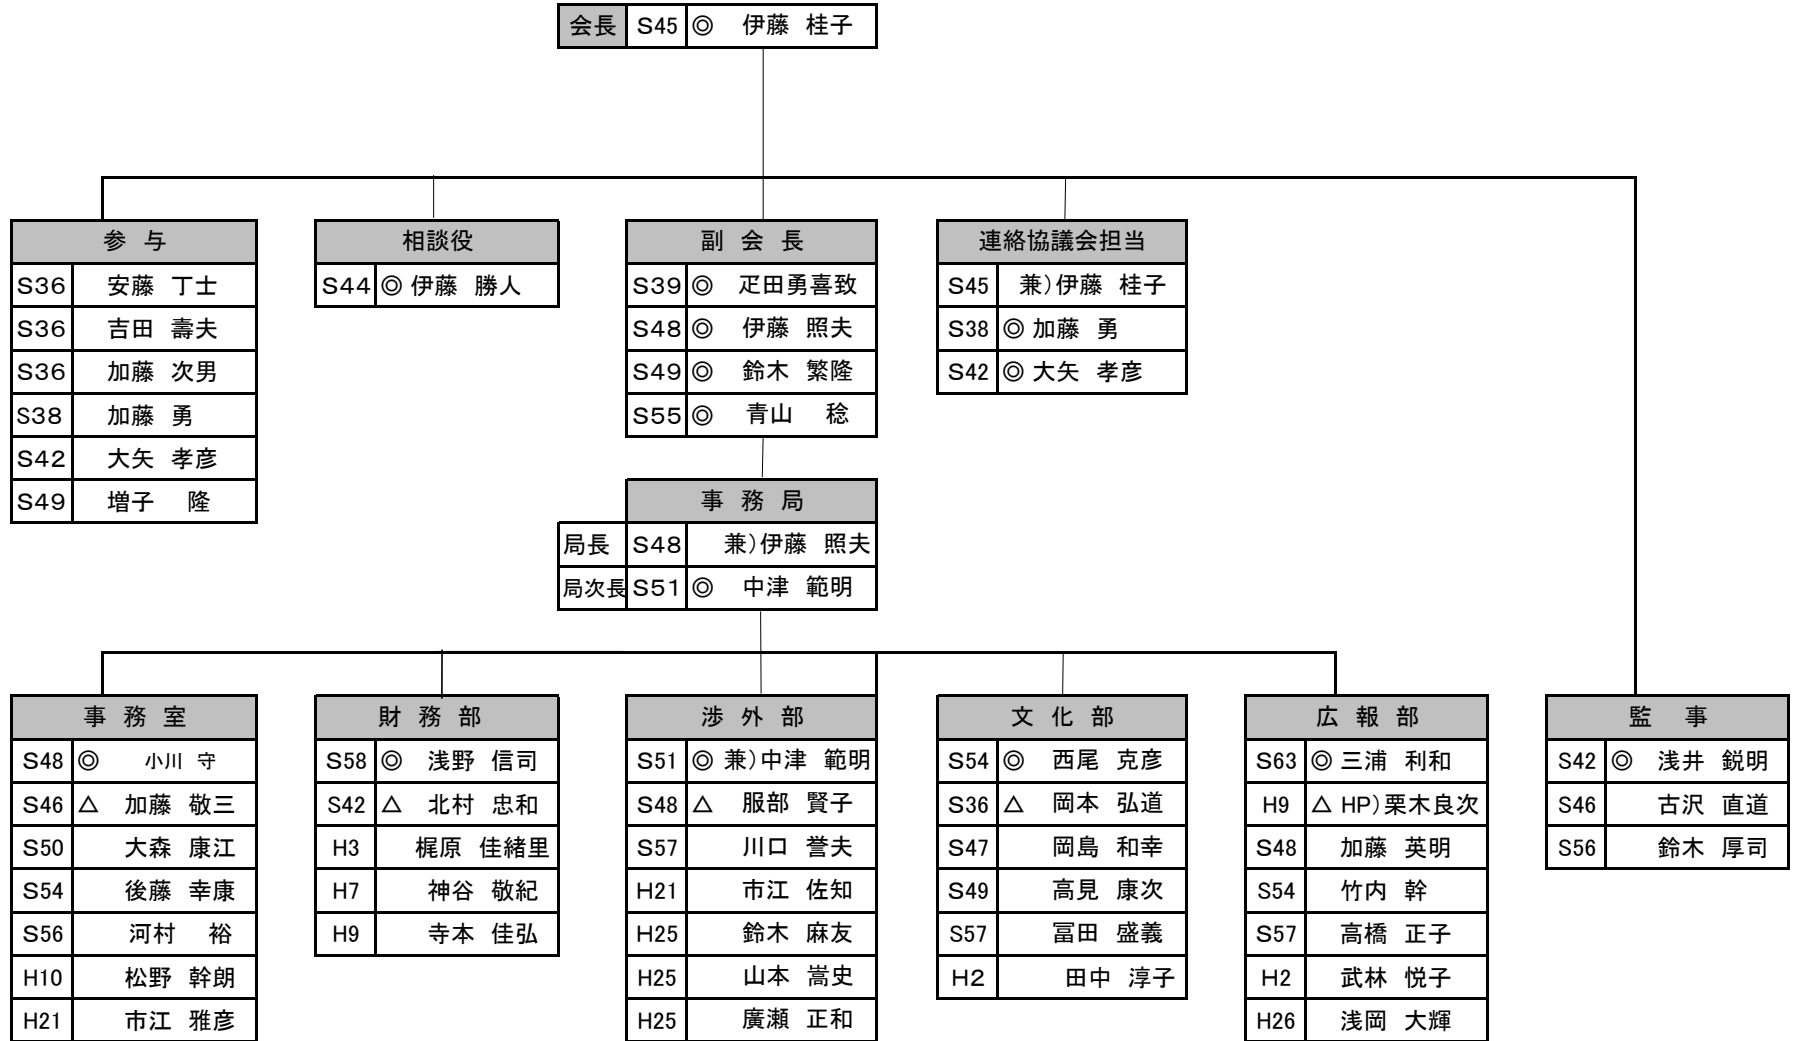 会長 S45 ◎ 伊藤 桂子
参 与
S36 安藤 丁士
S36 吉田 壽夫
S36 加藤 次男
S38 加藤 勇
S42 大矢 孝彦
S49 増子 隆
相談役
S44 ◎ 伊藤 勝人
副 会 長
S39 ◎ 疋田勇喜致
S48 ◎ 伊藤 照夫
S49 ◎ 鈴木 繁隆
S55 ◎ 青山 稔
連絡協議会担当
S45 兼)伊藤 桂子
S38 ◎ 加藤 勇
S42 ◎ 大矢 孝彦
事 務 局
局長 S48 兼)伊藤 照夫
局次長 S51 ◎ 中津 範明
事 務 室
S48 ◎ 小川 守
S46 △ 加藤 敬三
S50 大森 康江
S54 後藤 幸康
S56 河村 裕
H10 松野 幹朗
H21 市江 雅彦
財 務 部
S58 ◎ 浅野 信司
S42 △ 北村 忠和
H3 梶原 佳緒里
H7 神谷 敬紀
H9 寺本 佳弘
渉 外 部
S51 ◎ 兼)中津 範明
S48 △ 服部 賢子
S57 川口 誉夫
H21 市江 佐知
H25 鈴木 麻友
H25 山本 嵩史
H25 廣瀬 正和
文 化 部
S54 ◎ 西尾 克彦
S36 △ 岡本 弘道
S47 岡島 和幸
S49 高見 康次
S57 冨田 盛義
H2 田中 淳子
広 報 部
S63 ◎ 三浦 利和
H9 △ HP)栗木良次
S48 加藤 英明
S54 竹内 幹
S57 高橋 正子
H2 武林 悦子
H26 浅岡 大輝
監 事
S42 ◎ 浅井 鋭明
S46 古沢 直道
S56 鈴木 厚司